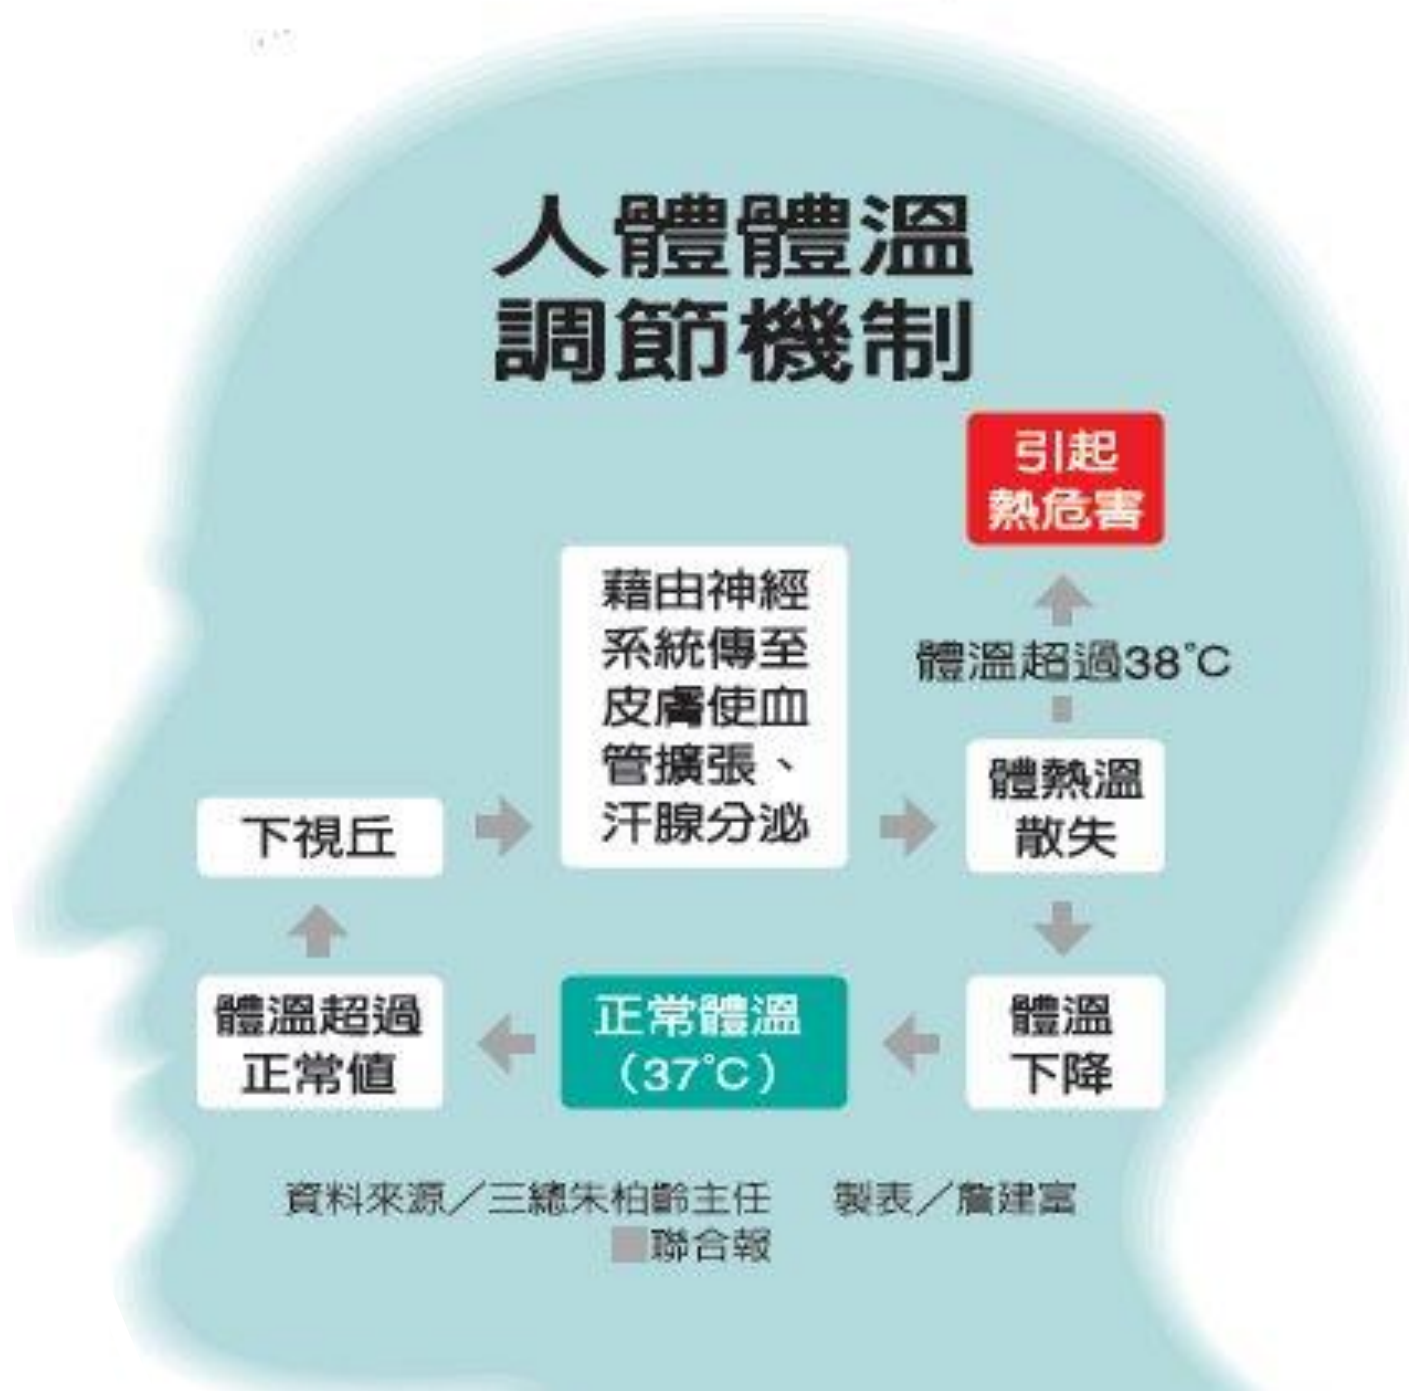 人體體溫
調節機制
引起
熱危害
體溫超過38°C
藉由神經
系統傳至
皮膚使血
管擴張、
汗腺分泌
體熱溫
散失
下視丘
體溫超過
正常值
正常體溫
(37°C)
體溫
下降
資料來源／三總朱柏齡主任 製表／詹建富
■聯合報